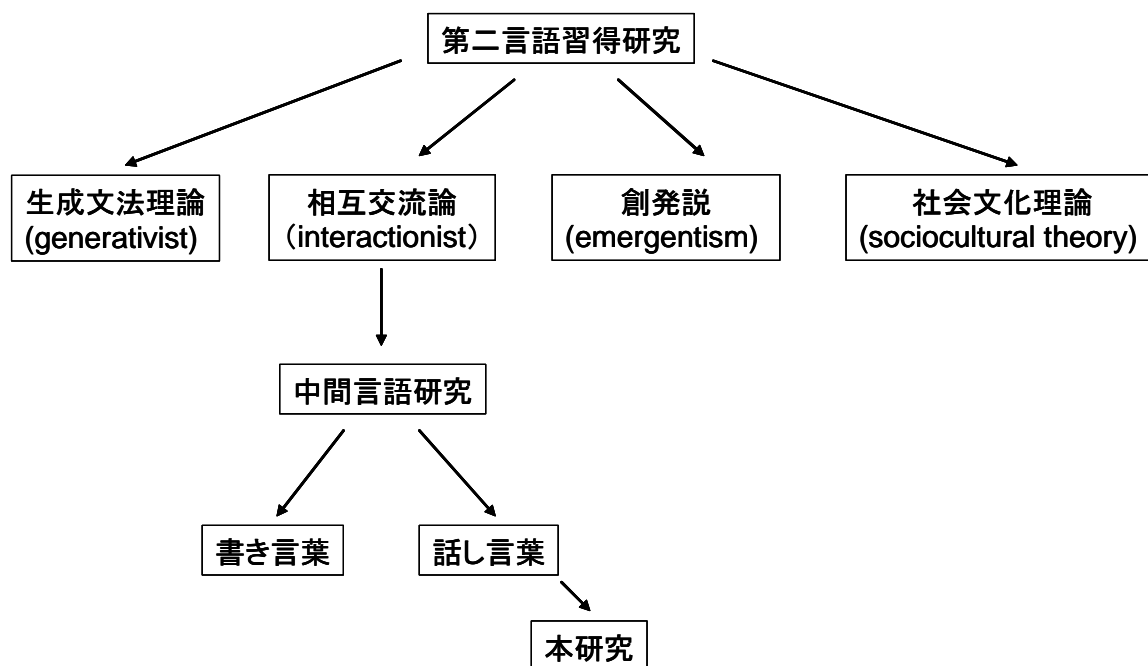 第二言語習得研究
生成文法理論
(generativist)
相互交流論
（interactionist）
創発説
(emergentism)
社会文化理論
(sociocultural theory)
中間言語研究
書き言葉
話し言葉
本研究